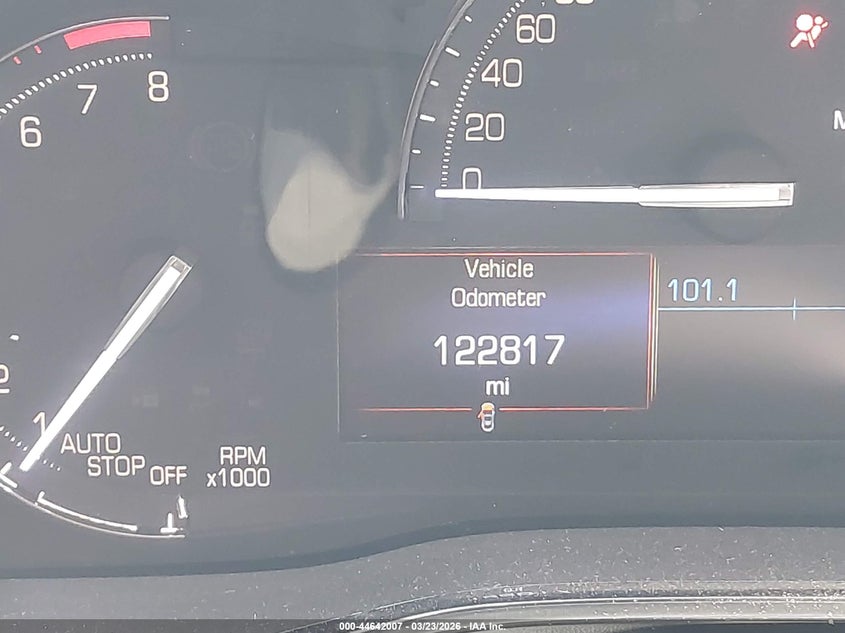 6 7 8
60
40
20
0
Vehicle
Odometer
122817
mi
101.1
1
AUTO
STOP OFF
RPM
x1000
000-44642007 - 03/23/2026 - IAA Inc.